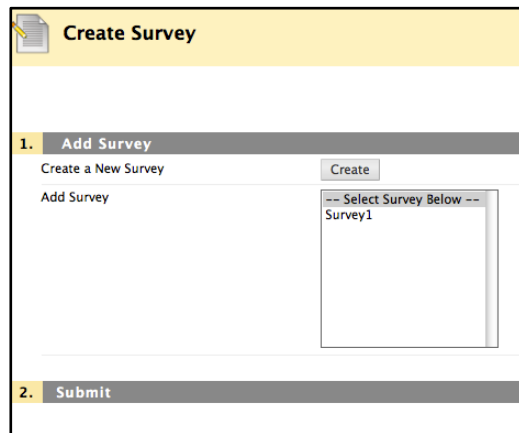 Create Survey
1. Add Survey
Create a New Survey Create
Add Survey
-- Select Survey Below --
Survey1
2. Submit